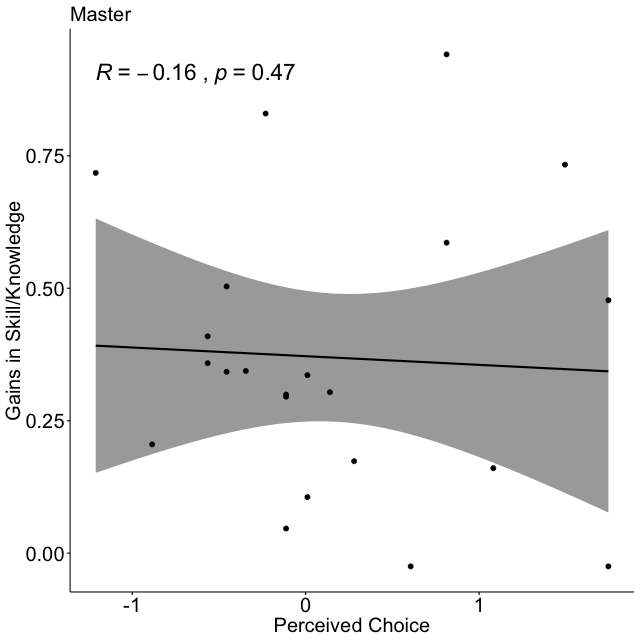 Master
R = −0.16 , p = 0.47
Gains in Skill/Knowledge
0.75
0.50
0.25
0.00
-1 0 1
Perceived Choice